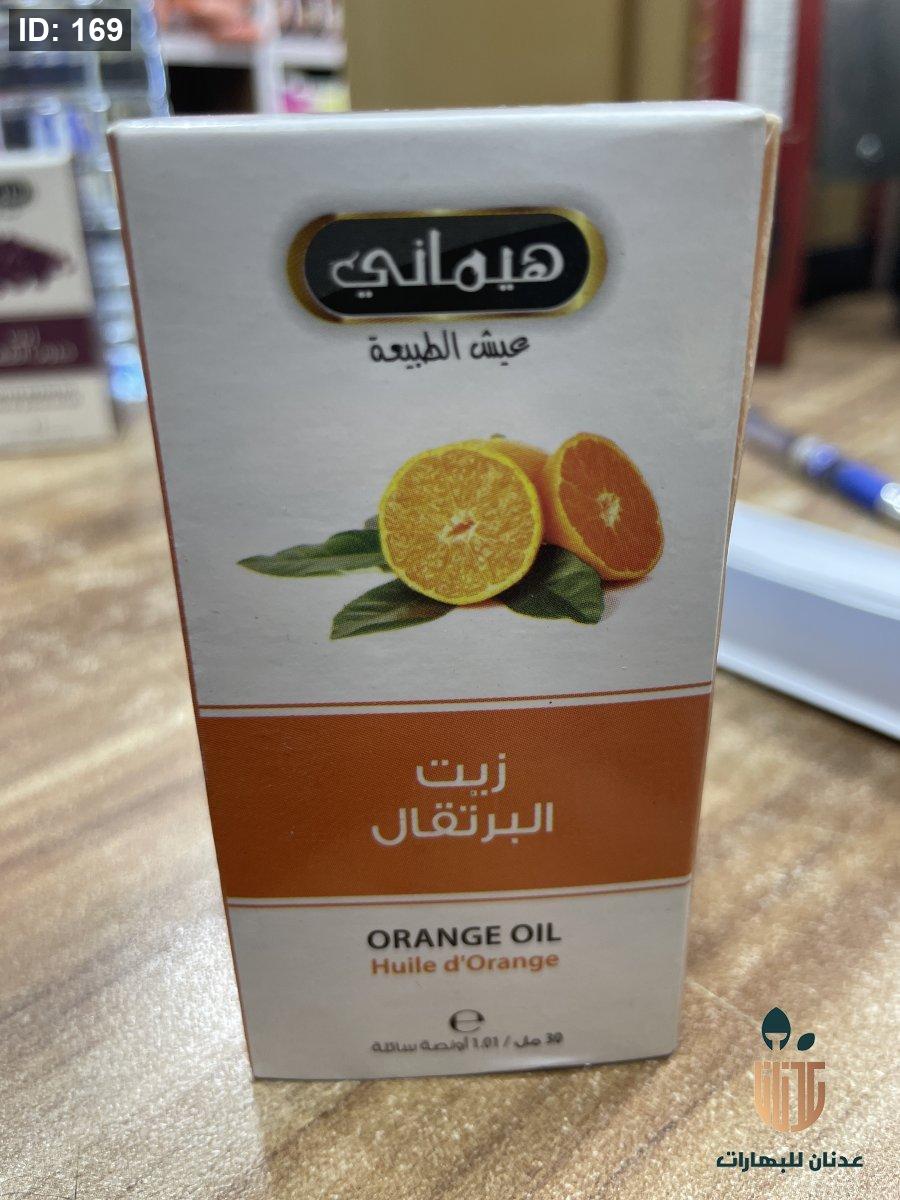 ID: 169
هيماني
عيش الطبيعة
زيت
البرتقال
ORANGE OIL
Huile d'Orange
℮
30 مل / 1.01 أونصة سائلة
عدنان للبهارات